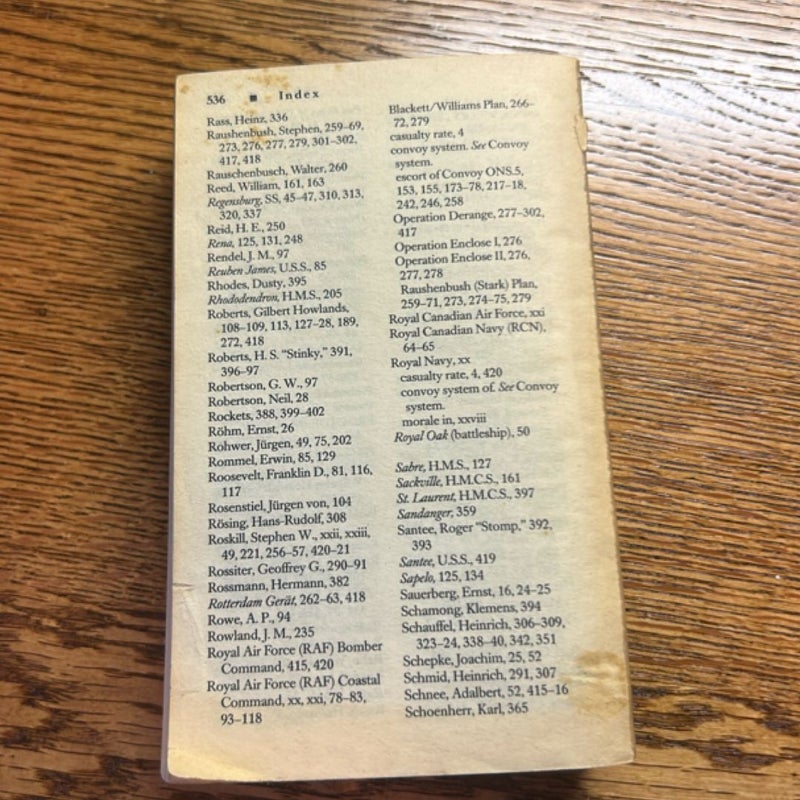 536 ■ Index
Rass, Heinz, 336
Raushenbush, Stephen, 259–69,
273, 276, 277, 279, 301–302,
417, 418
Rauschenbusch, Walter, 260
Reed, William, 161, 163
Regensburg, SS, 45–47, 310, 313,
320, 337
Reid, H. E., 250
Rena, 125, 131, 248
Rendel, J. M., 97
Reuben James, U.S.S., 85
Rhodes, Dusty, 395
Rhododendron, H.M.S., 205
Roberts, Gilbert Howlands,
108–109, 113, 127–28, 189,
272, 418
Roberts, H. S. “Stinky,” 391,
396–97
Robertson, G. W., 97
Robertson, Neil, 28
Rockets, 388, 399–402
Röhm, Ernst, 26
Rohwer, Jürgen, 49, 75, 202
Rommel, Erwin, 85, 129
Roosevelt, Franklin D., 81, 116,
117
Rosenstiel, Jürgen von, 104
Rösing, Hans-Rudolf, 308
Roskill, Stephen W., xxii, xxiii,
49, 221, 256–57, 420–21
Rossiter, Geoffrey G., 290–91
Rossmann, Hermann, 382
Rotterdam Gerät, 262–63, 418
Rowe, A. P., 94
Rowland, J. M., 235
Royal Air Force (RAF) Bomber
Command, 415, 420
Royal Air Force (RAF) Coastal
Command, xx, xxi, 78–83,
93–118
Blackett/Williams Plan, 266–
72, 279
casualty rate, 4
convoy system. See Convoy
system.
escort of Convoy ONS.5,
153, 155, 173–78, 217–18,
242, 246, 258
Operation Derange, 277–302,
417
Operation Enclose I, 276
Operation Enclose II, 276,
277, 278
Raushenbush (Stark) Plan,
259–71, 273, 274–75, 279
Royal Canadian Air Force, xxi
Royal Canadian Navy (RCN),
64–65
Royal Navy, xx
casualty rate, 4, 420
convoy system of. See Convoy
system.
morale in, xxviii
Royal Oak (battleship), 50
Sabre, H.M.S., 127
Sackville, H.M.C.S., 161
St. Laurent, H.M.C.S., 397
Sandanger, 359
Santee, Roger “Stomp,” 392,
393
Santee, U.S.S., 419
Sapelo, 125, 134
Sauerberg, Ernst, 16, 24–25
Schamong, Klemens, 394
Schauffel, Heinrich, 306–309,
323–24, 338–40, 342, 351
Schepke, Joachim, 25, 52
Schmid, Heinrich, 291, 307
Schnee, Adalbert, 52, 415–16
Schoenherr, Karl, 365